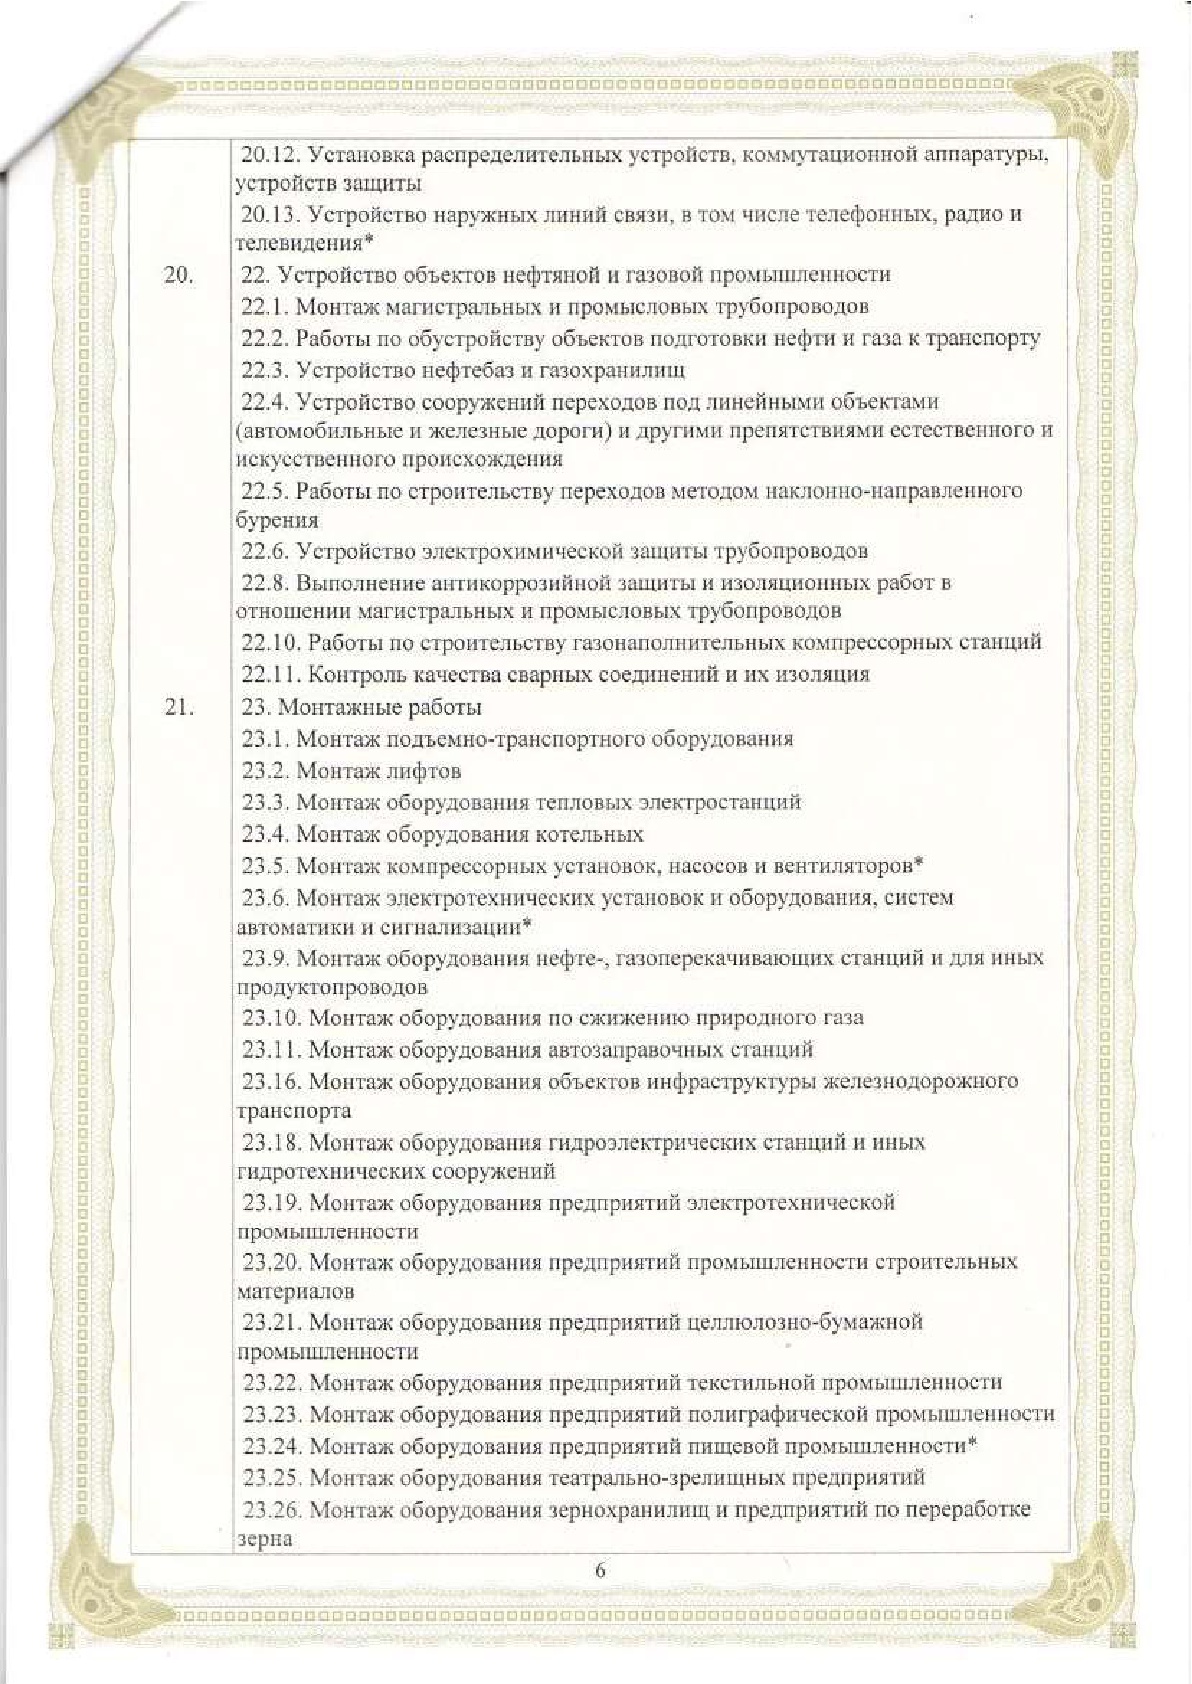 20.12. Установка распределительных устройств, коммутационной аппаратуры,
устройств защиты
20.13. Устройство наружных линий связи, в том числе телефонных, радио и
телевидения*
20. 22. Устройство объектов нефтяной и газовой промышленности
22.1. Монтаж магистральных и промысловых трубопроводов
22.2. Работы по обустройству объектов подготовки нефти и газа к транспорту
22.3. Устройство нефтебаз и газохранилищ
22.4. Устройство сооружений переходов под линейными объектами
(автомобильные и железные дороги) и другими препятствиями естественного и
искусственного происхождения
22.5. Работы по строительству переходов методом наклонно-направленного
бурения
22.6. Устройство электрохимической защиты трубопроводов
22.8. Выполнение антикоррозийной защиты и изоляционных работ в
отношении магистральных и промысловых трубопроводов
22.10. Работы по строительству газонаполнительных компрессорных станций
22.11. Контроль качества сварных соединений и их изоляция
21. 23. Монтажные работы
23.1. Монтаж подъемно-транспортного оборудования
23.2. Монтаж лифтов
23.3. Монтаж оборудования тепловых электростанций
23.4. Монтаж оборудования котельных
23.5. Монтаж компрессорных установок, насосов и вентиляторов*
23.6. Монтаж электротехнических установок и оборудования, систем
автоматики и сигнализации*
23.9. Монтаж оборудования нефте-, газоперекачивающих станций и для иных
продуктопроводов
23.10. Монтаж оборудования по сжижению природного газа
23.11. Монтаж оборудования автозаправочных станций
23.16. Монтаж оборудования объектов инфраструктуры железнодорожного
транспорта
23.18. Монтаж оборудования гидроэлектрических станций и иных
гидротехнических сооружений
23.19. Монтаж оборудования предприятий электротехнической
промышленности
23.20. Монтаж оборудования предприятий промышленности строительных
материалов
23.21. Монтаж оборудования предприятий целлюлозно-бумажной
промышленности
23.22. Монтаж оборудования предприятий текстильной промышленности
23.23. Монтаж оборудования предприятий полиграфической промышленности
23.24. Монтаж оборудования предприятий пищевой промышленности*
23.25. Монтаж оборудования театрально-зрелищных предприятий
23.26. Монтаж оборудования зернохранилищ и предприятий по переработке
зерна
6